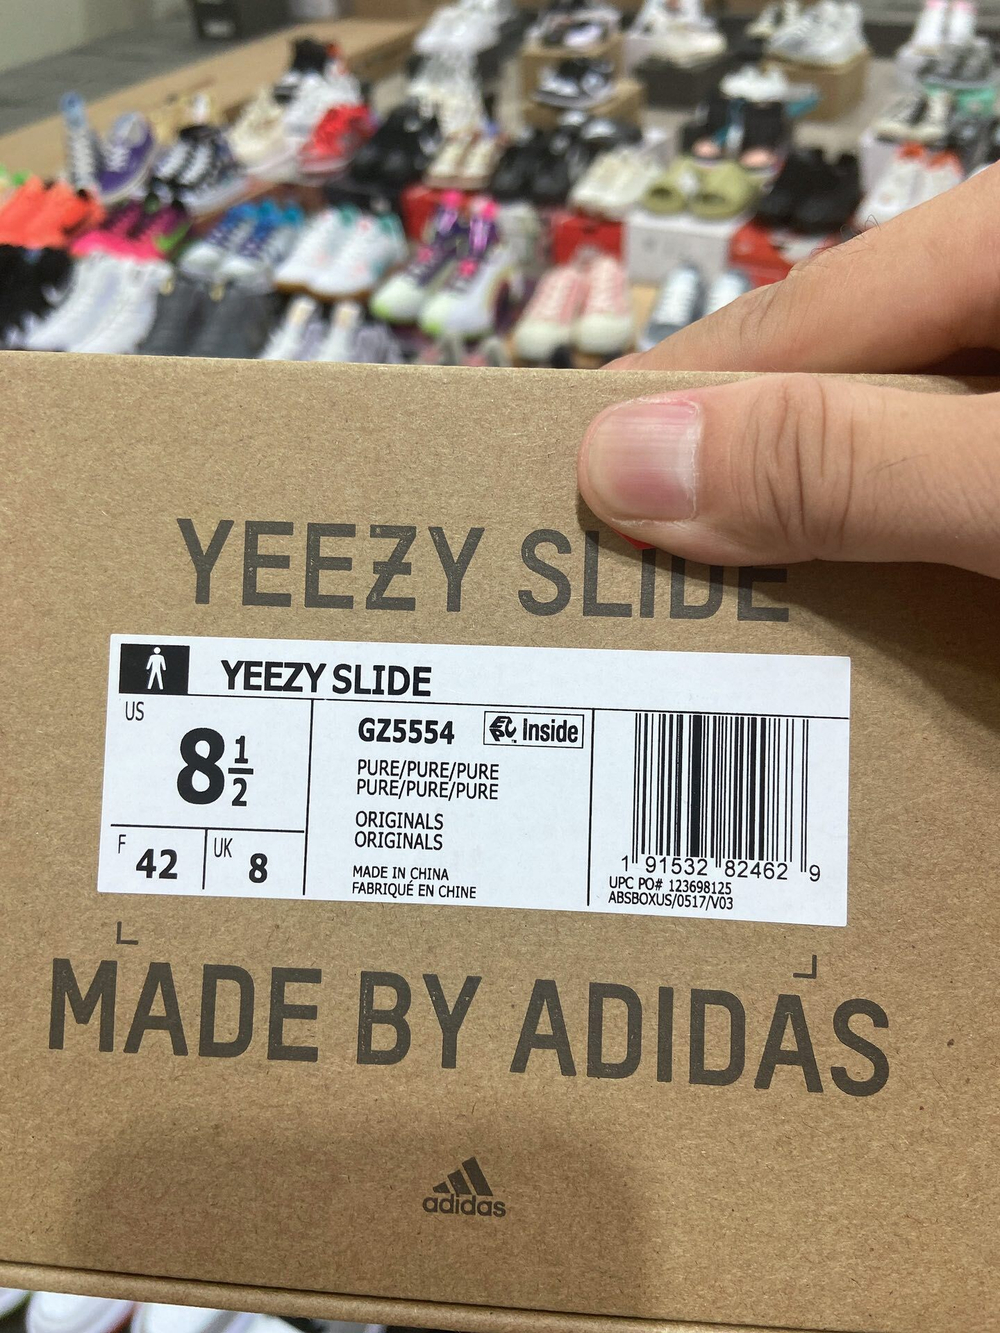 YEEZY SLIDE
YEEZY SLIDE
US
8 1/2
F 42
UK 8
GZ5554
Inside
PURE/PURE/PURE
PURE/PURE/PURE
ORIGINALS
ORIGINALS
MADE IN CHINA
FABRIQUÉ EN CHINE
1 91532 82462 9
UPC PO# 123698125
ABSBOXUS/0517/V03
MADE BY ADIDAS
adidas